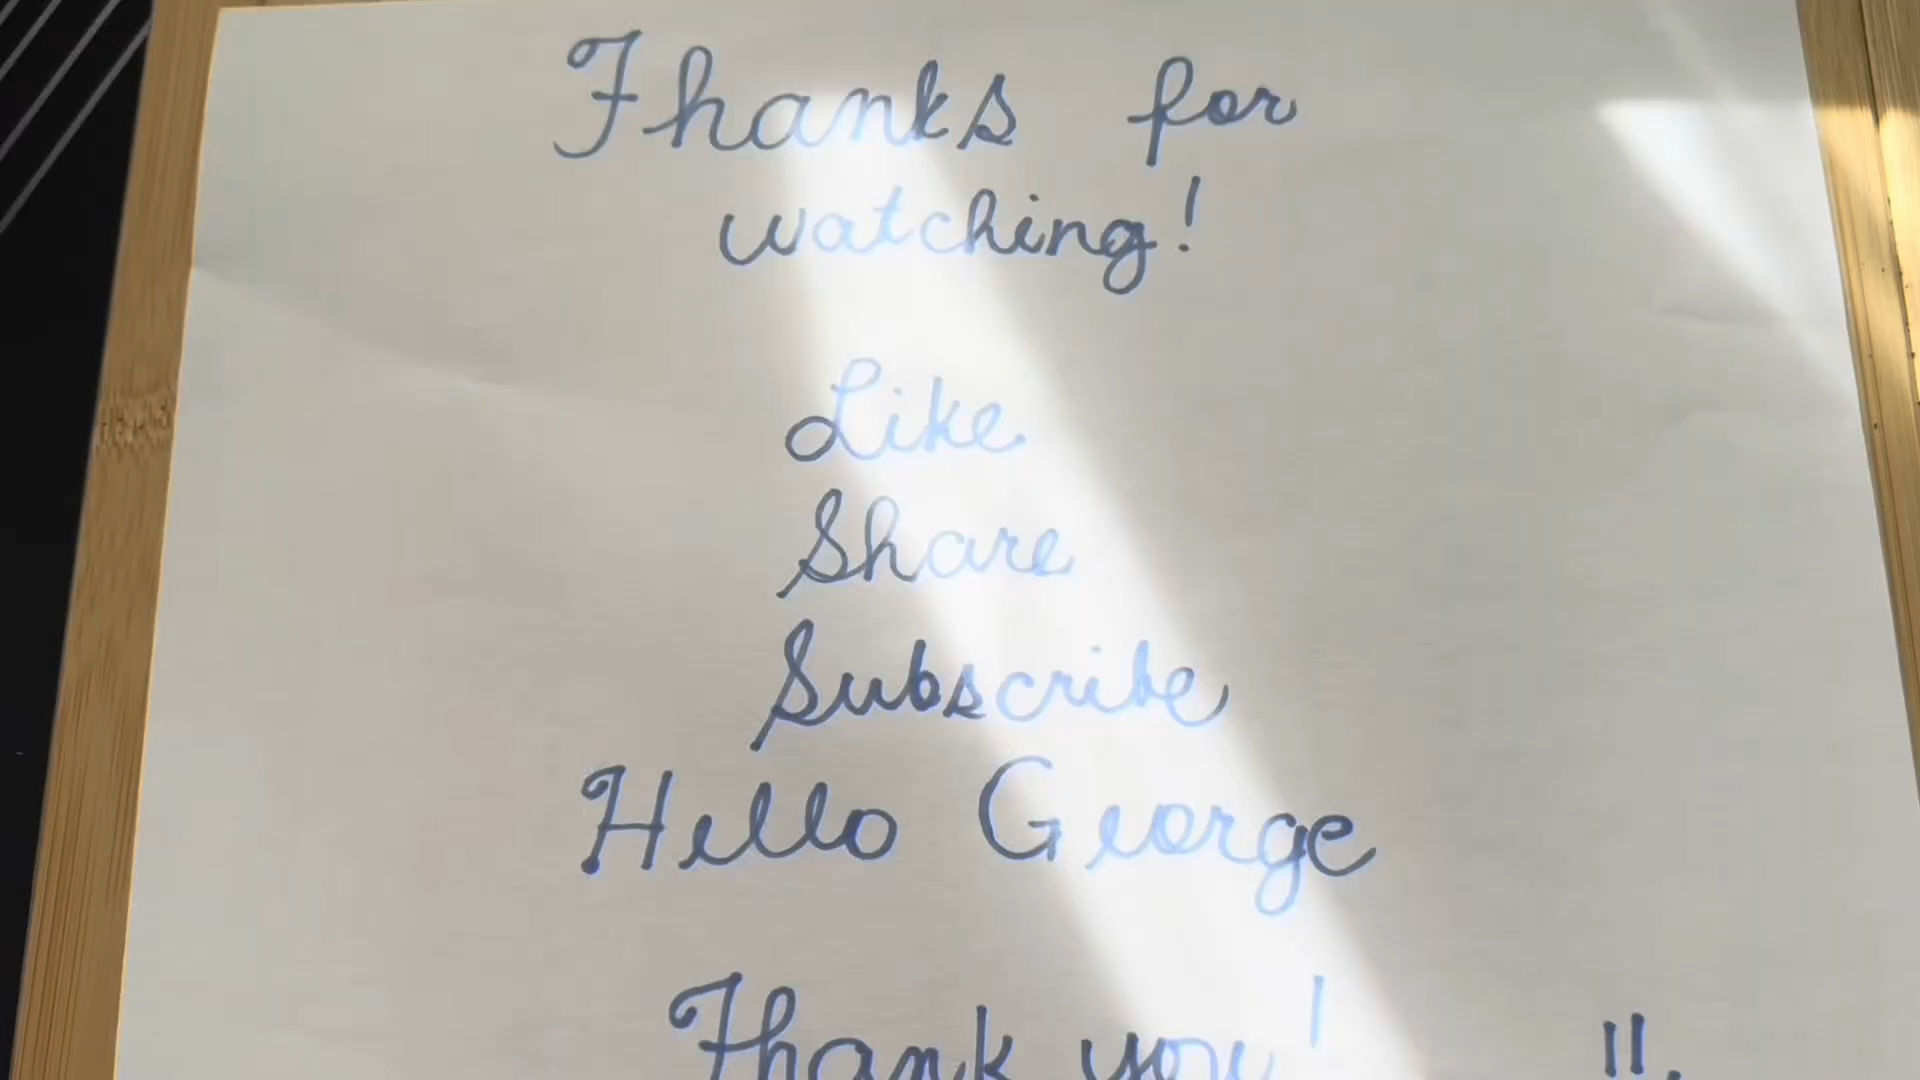 Thanks for
watching!
Like
Share
Subscribe
Hello George
Thank you!